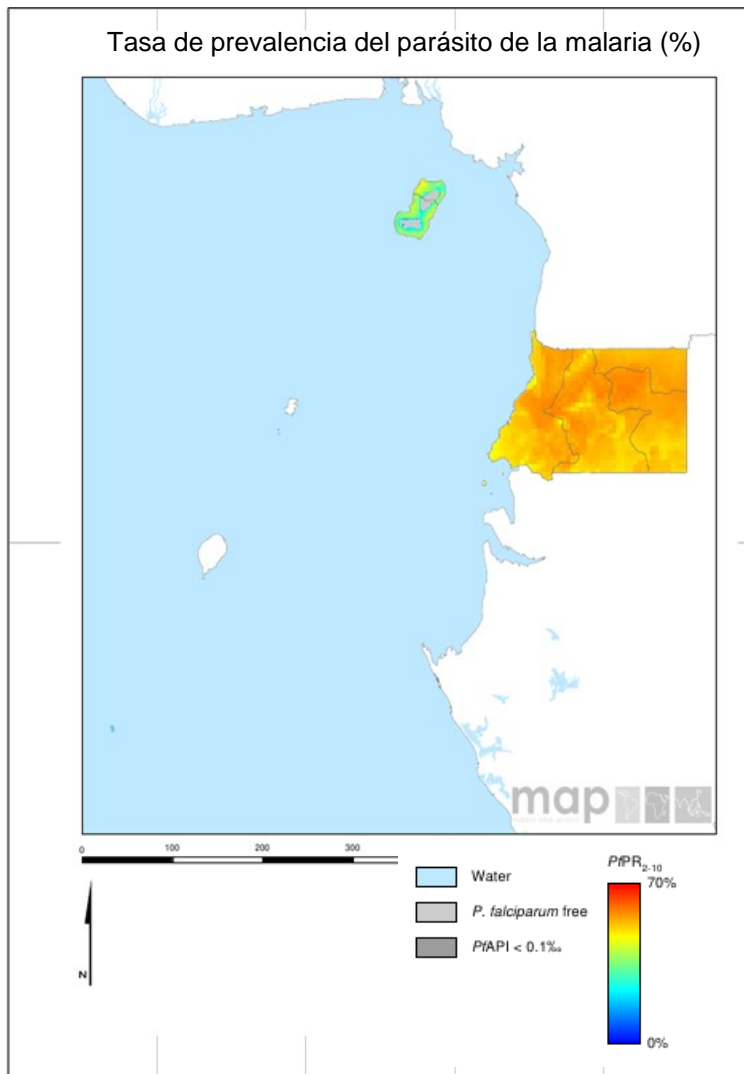 Tasa de prevalencia del parásito de la malaria (%)
map
0 100 200 300
N
Water
P. falciparum free
PfAPI < 0.1‰
PfPR2-10
70%
0%